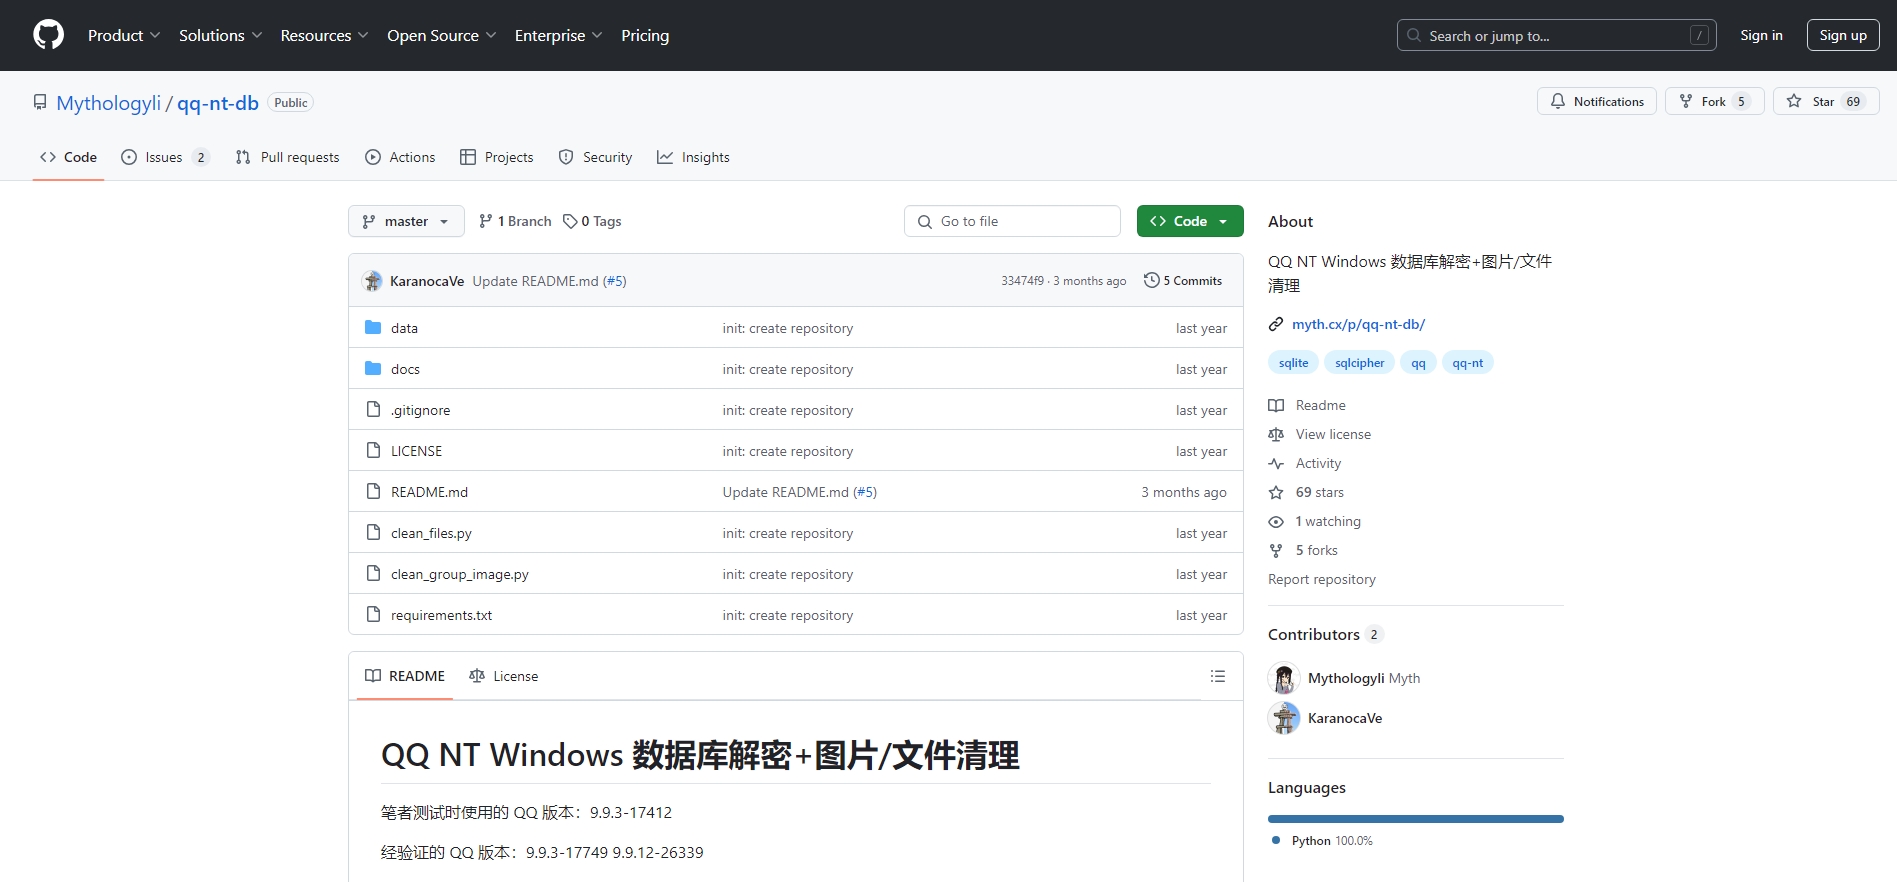 Product Solutions Resources Open Source Enterprise Pricing Search or jump to... / Sign in Sign up
Mythologyli / qq-nt-db Public Notifications Fork 5 Star 69
Code Issues 2 Pull requests Actions Projects Security Insights
master 1 Branch 0 Tags Go to file Code
KaranocaVe Update README.md (#5) 33474f9 · 3 months ago 5 Commits
data init: create repository last year
docs init: create repository last year
.gitignore init: create repository last year
LICENSE init: create repository last year
README.md Update README.md (#5) 3 months ago
clean_files.py init: create repository last year
clean_group_image.py init: create repository last year
requirements.txt init: create repository last year
README License
QQ NT Windows 数据库解密+图片/文件清理
笔者测试时使用的 QQ 版本：9.9.3-17412
经验证的 QQ 版本：9.9.3-17749 9.9.12-26339
About
QQ NT Windows 数据库解密+图片/文件
清理
myth.cx/p/qq-nt-db/
sqlite sqlcipher qq qq-nt
Readme
View license
Activity
69 stars
1 watching
5 forks
Report repository
Contributors 2
Mythologyli Myth
KaranocaVe
Languages
Python 100.0%